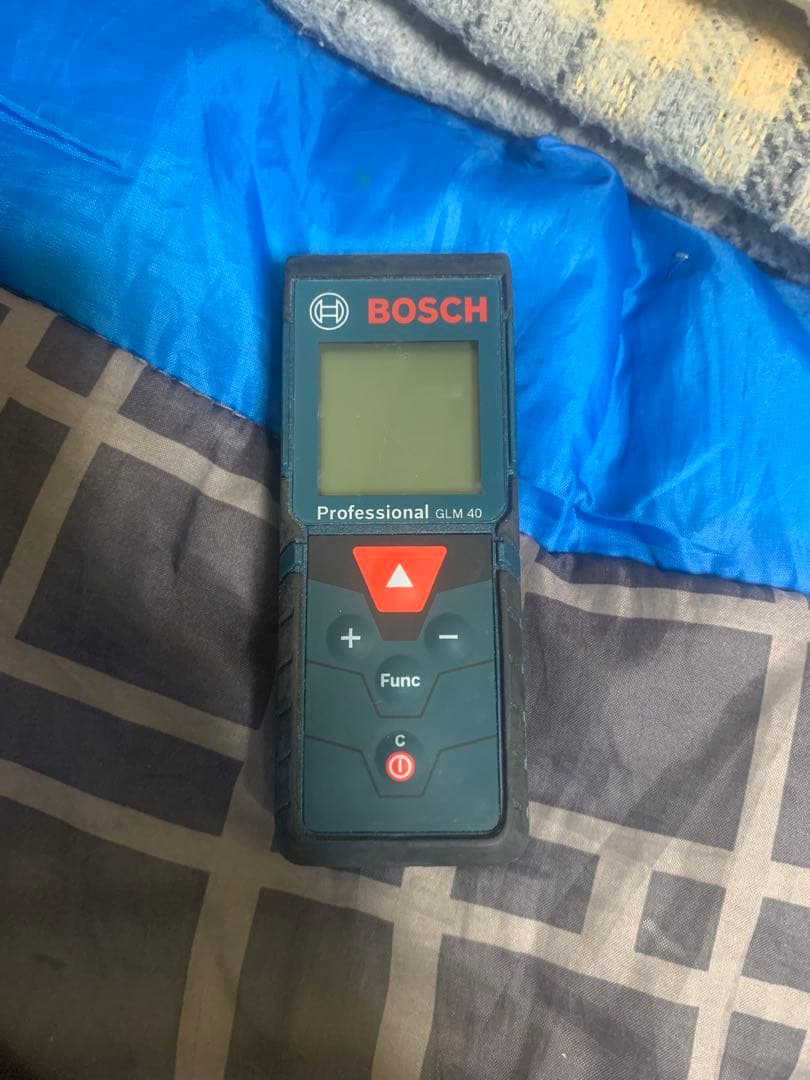 BOSCH
Professional GLM 40
+ −
Func
C